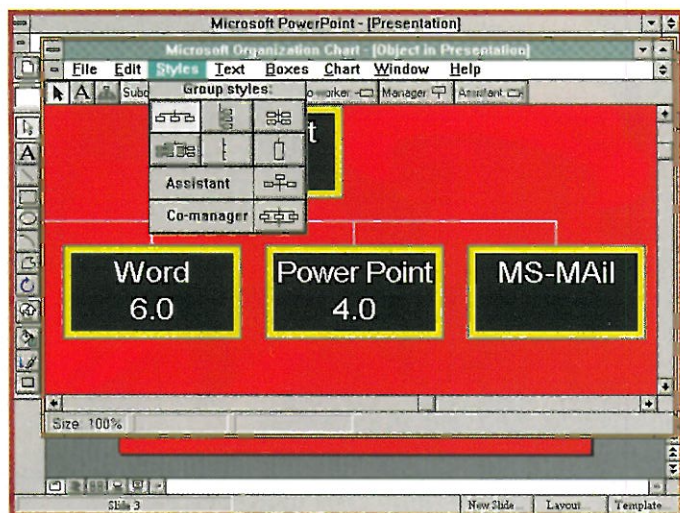 Microsoft PowerPoint - [Presentation]
Microsoft Organization Chart - [Object in Presentation]
File Edit Styles Text Boxes Chart Window Help
A Manager: Assistant:
Group styles:
Assistant
Co-manager
t
Word
6.0
Power Point
4.0
MS-MAil
Size 100%
A
Slide 3
New Slide... Layout... Template...